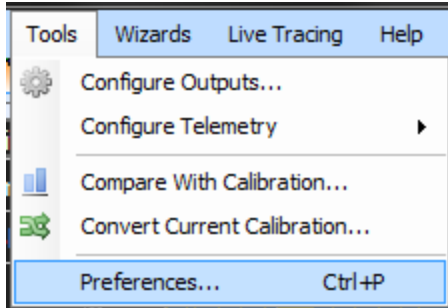 Tools Wizards Live Tracing Help
Configure Outputs...
Configure Telemetry
Compare With Calibration...
Convert Current Calibration...
Preferences... Ctrl+P